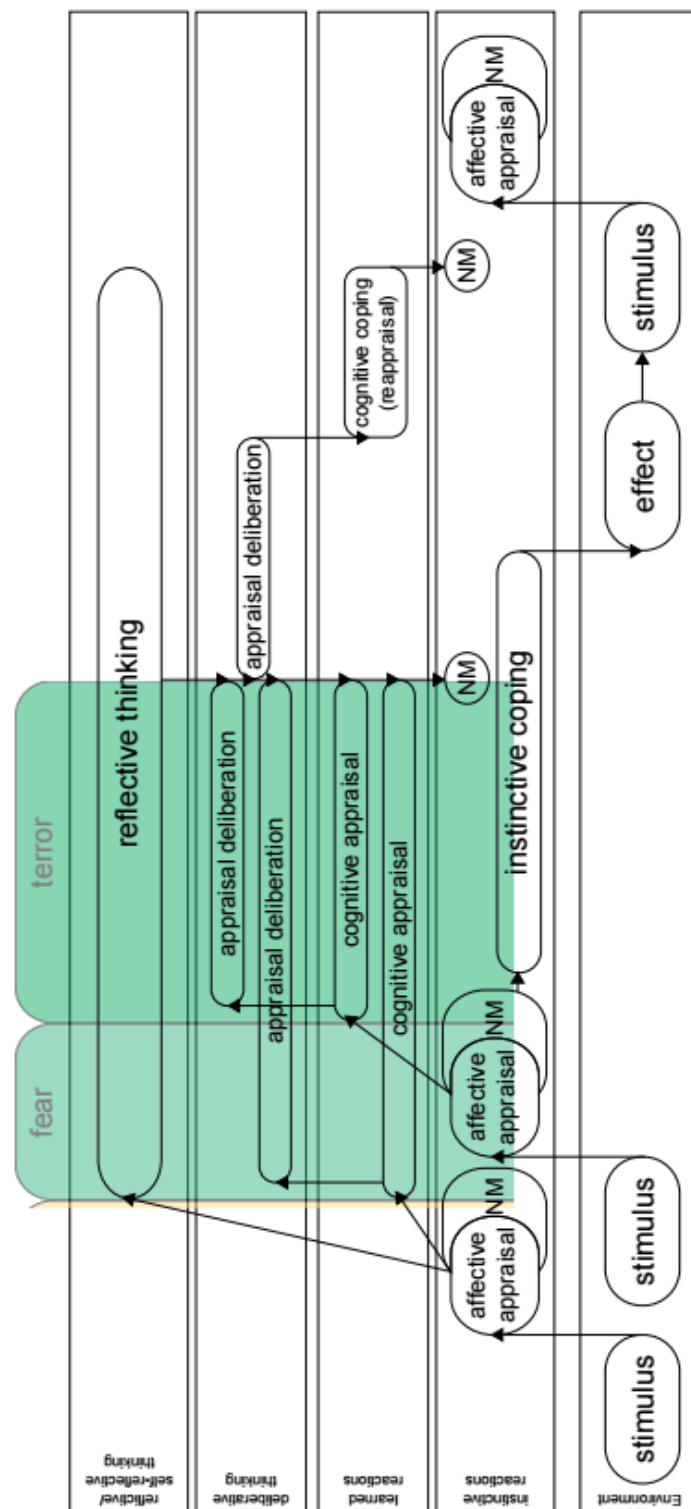 fear
terror
reflictive/
self-reflective
thinking
reflective thinking
deliberative
thinking
appraisal deliberation
appraisal deliberation
appraisal deliberation
learned
reactions
cognitive appraisal
cognitive appraisal
cognitive coping
(reappraisal)
instinctive
reactions
affective
appraisal
NM
affective
appraisal
NM
instinctive coping
NM
NM
affective
appraisal
NM
Environment
stimulus
stimulus
effect
stimulus